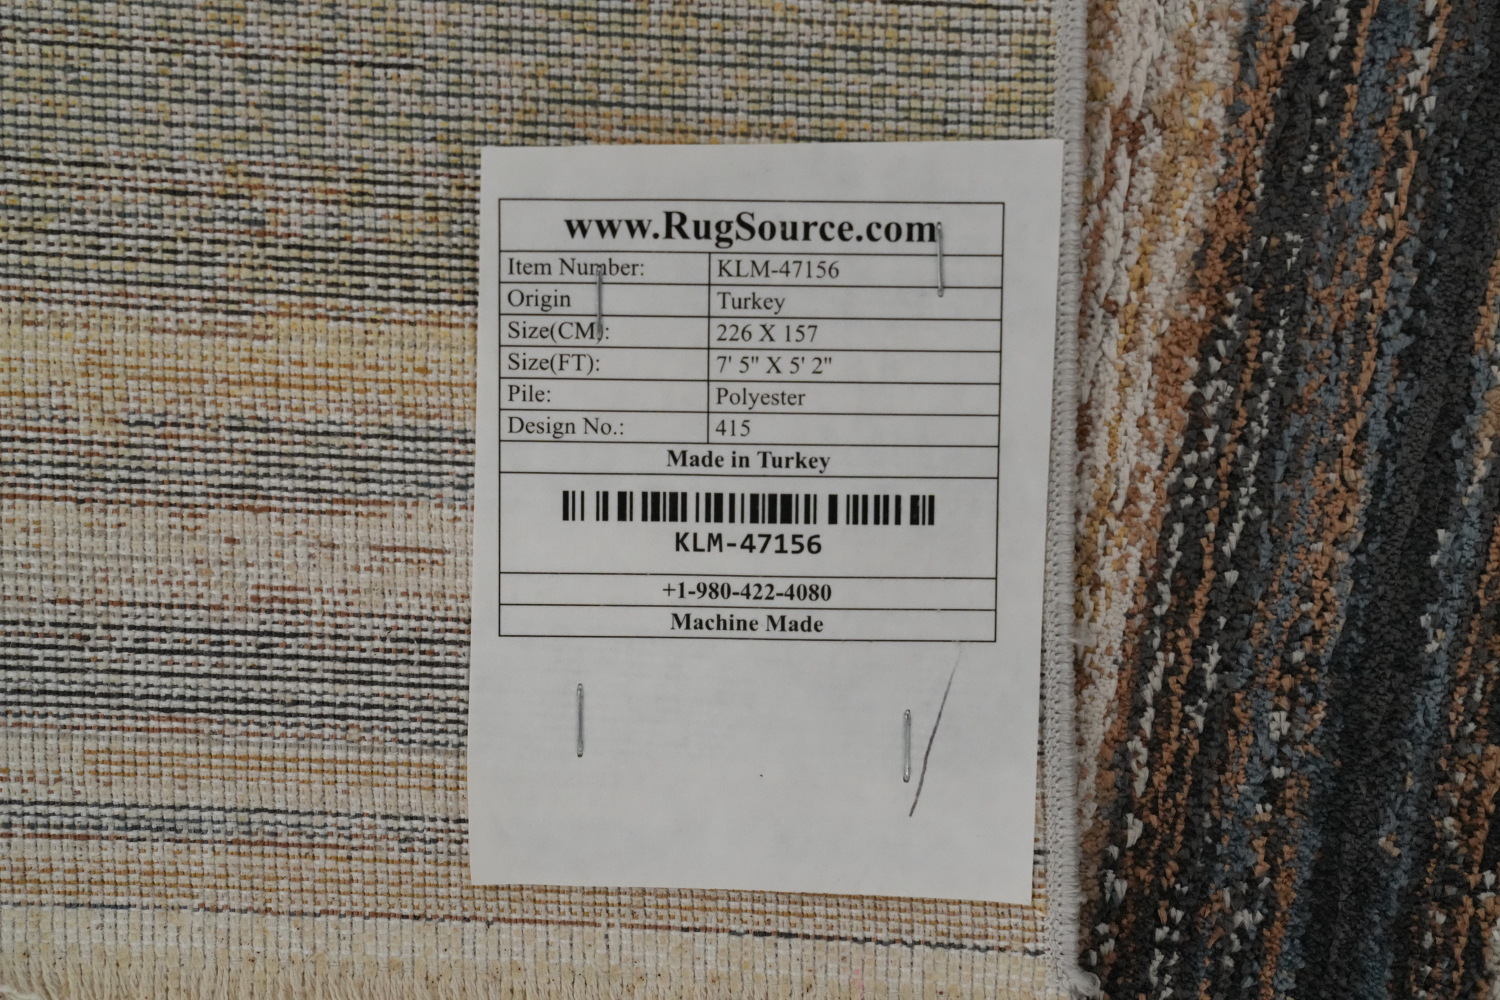 www.RugSource.com
Item Number: KLM-47156
Origin Turkey
Size(CM): 226 X 157
Size(FT): 7' 5" X 5' 2"
Pile: Polyester
Design No.: 415
Made in Turkey
KLM-47156
+1-980-422-4080
Machine Made